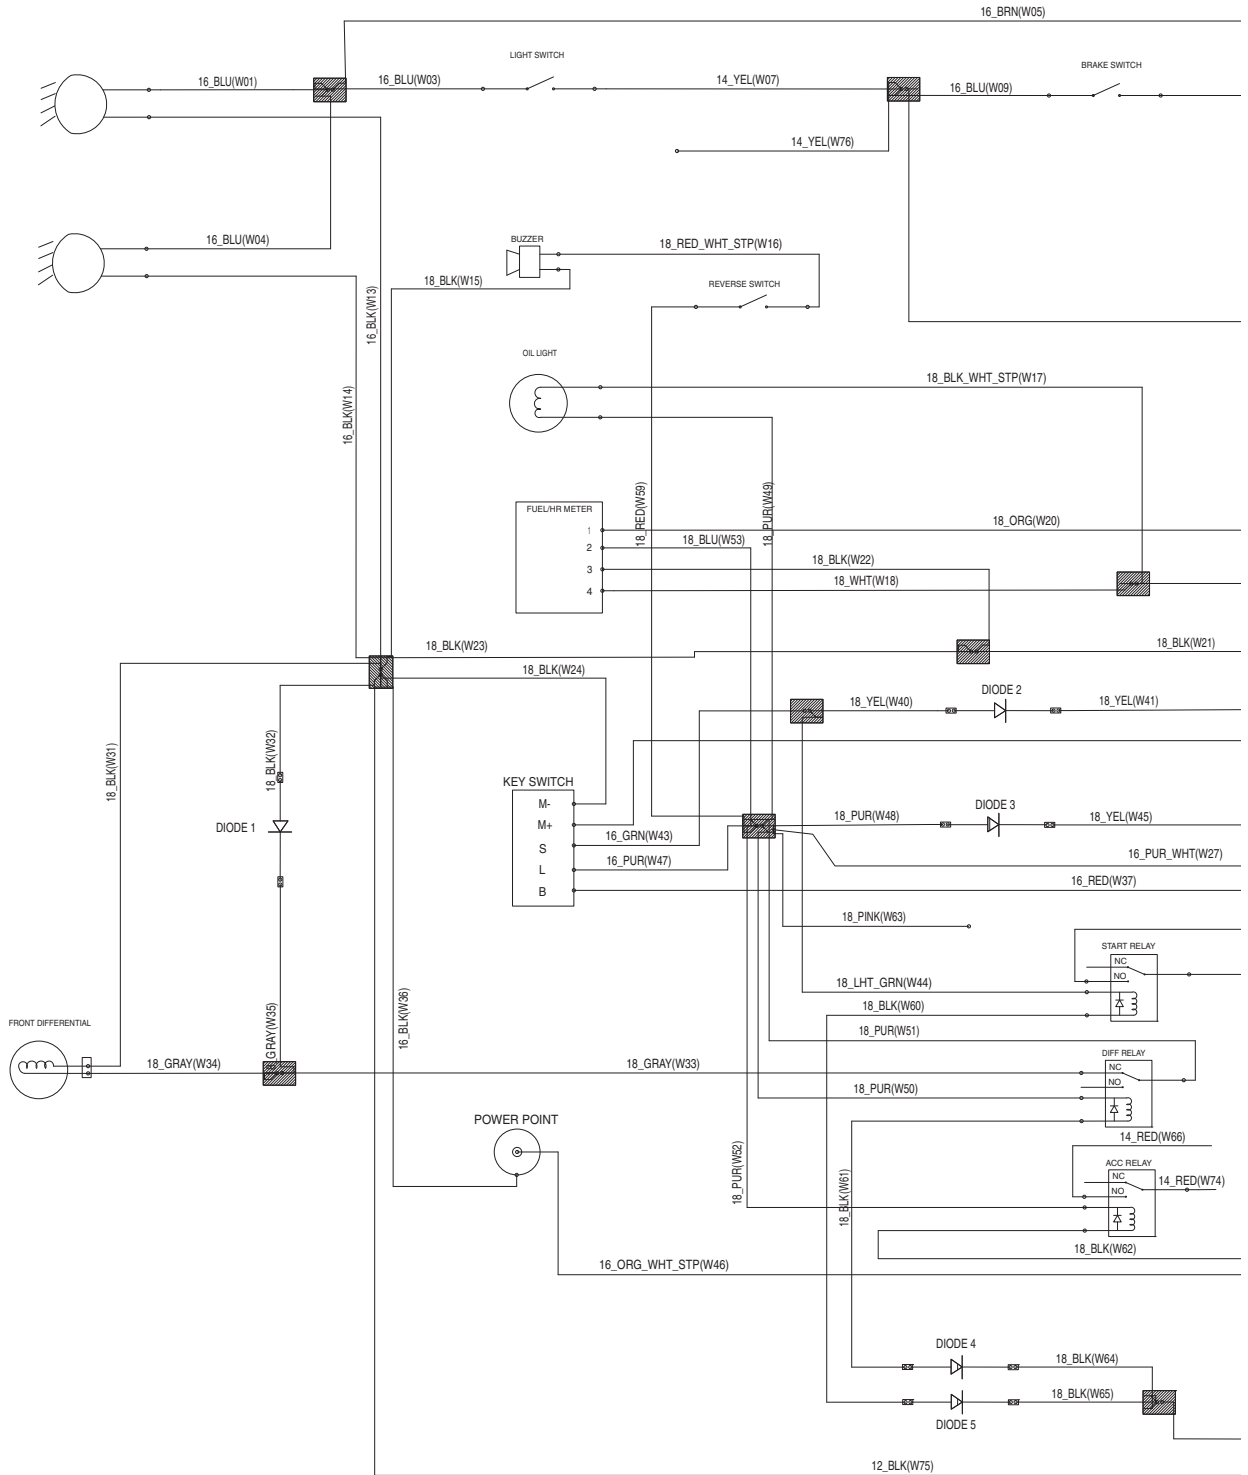 16_BRN(W05)
LIGHT SWITCH
BRAKE SWITCH
16_BLU(W01)
16_BLU(W03)
14_YEL(W07)
16_BLU(W09)
14_YEL(W76)
16_BLU(W04)
BUZZER
18_RED_WHT_STP(W16)
18_BLK(W15)
REVERSE SWITCH
16_BLK(W13)
OIL LIGHT
18_BLK_WHT_STP(W17)
16_BLK(W14)
18_RED(W59)
18_PUR(W49)
FUEL/HR METER
1
18_ORG(W20)
2
18_BLU(W53)
3
18_BLK(W22)
4
18_WHT(W18)
18_BLK(W23)
18_BLK(W21)
18_BLK(W24)
DIODE 2
18_YEL(W40)
18_YEL(W41)
18_BLK(W31)
18_BLK(W32)
KEY SWITCH
M-
M+
S
L
B
DIODE 1
16_GRN(W43)
16_PUR(W47)
DIODE 3
18_PUR(W48)
18_YEL(W45)
16_PUR_WHT(W27)
16_RED(W37)
18_PINK(W63)
START RELAY
NC
NO
18_LHT_GRN(W44)
18_BLK(W60)
18_PUR(W51)
16_BLK(W36)
18_GRAY(W35)
FRONT DIFFERENTIAL
18_GRAY(W34)
18_GRAY(W33)
DIFF RELAY
NC
NO
18_PUR(W50)
POWER POINT
14_RED(W66)
18_PUR(W52)
18_BLK(W61)
ACC RELAY
NC
NO
14_RED(W74)
18_BLK(W62)
16_ORG_WHT_STP(W46)
DIODE 4
18_BLK(W64)
18_BLK(W65)
DIODE 5
12_BLK(W75)